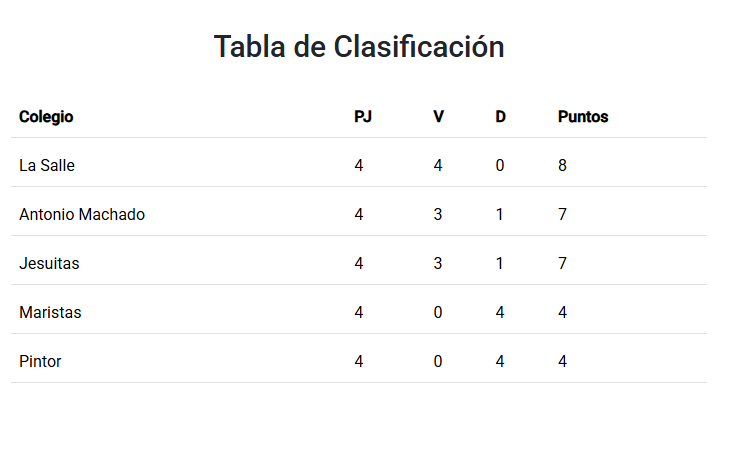 Tabla de Clasificación
Colegio PJ V D Puntos
La Salle 4 4 0 8
Antonio Machado 4 3 1 7
Jesuitas 4 3 1 7
Maristas 4 0 4 4
Pintor 4 0 4 4